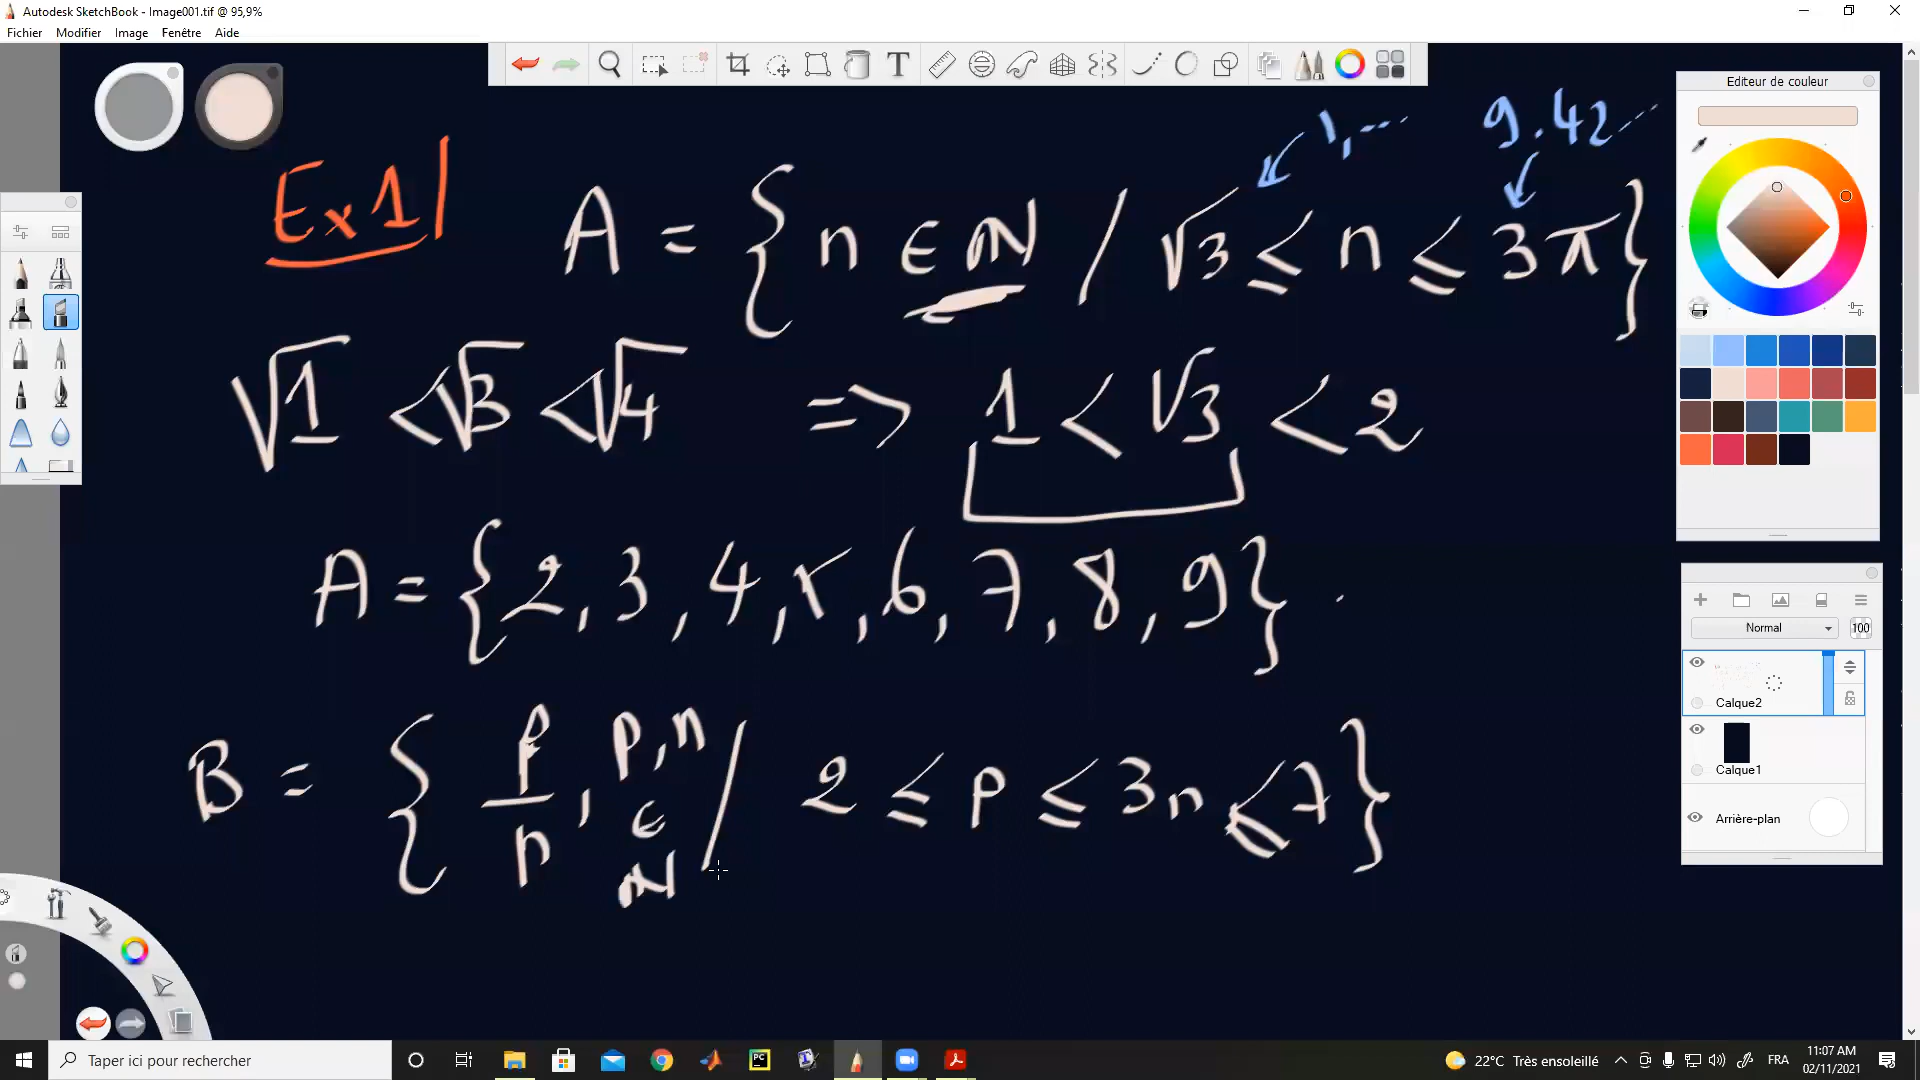 Autodesk SketchBook - Image001.tif @ 95,9%
Fichier Modifier Image Fenêtre Aide
T
Editeur de couleur
1,... 9.42...
Ex1| A = { n ∈ ℕ / √3 ≤ n ≤ 3π }
√1 < √3 < √4 => 1 < √3 < 2
A = { 2, 3, 4, 5, 6, 7, 8, 9 } .
B = { p/n , p,n ∈ ℕ / 2 ≤ p ≤ 3n ≤ 7 }
Normal 100
Calque2
Calque1
Arrière-plan
Taper ici pour rechercher
PC
22°C Très ensoleillé
FRA
11:07 AM
02/11/2021